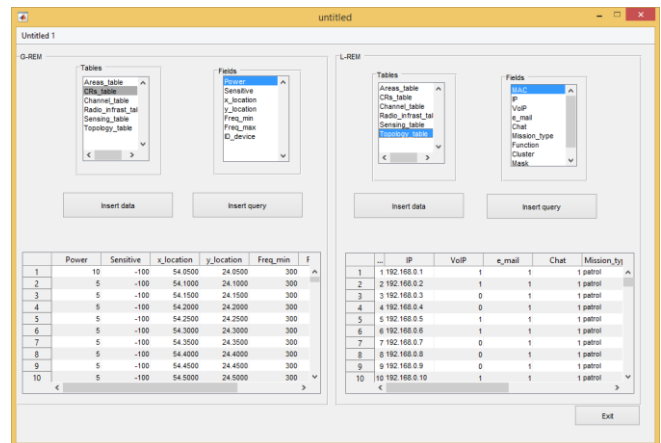 untitled
Untitled 1
G-REM
Tables
Areas_table
CRs_table
Channel_table
Radio_infrast_tal
Sensing_table
Topology_table
Fields
Power
Sensitive
x_location
y_location
Freq_min
Freq_max
ID_device
Insert data
Insert query
Power Sensitive x_location y_location Freq_min F
1 10 -100 54.0500 24.0500 300
2 5 -100 54.1000 24.1000 300
3 5 -100 54.1500 24.1500 300
4 5 -100 54.2000 24.2000 300
5 5 -100 54.2500 24.2500 300
6 5 -100 54.3000 24.3000 300
7 5 -100 54.3500 24.3500 300
8 5 -100 54.4000 24.4000 300
9 5 -100 54.4500 24.4500 300
10 5 -100 54.5000 24.5000 300
L-REM
Tables
Areas_table
CRs_table
Channel_table
Radio_infrast_tal
Sensing_table
Topology_table
Fields
MAC
IP
VoIP
e_mail
Chat
Mission_type
Function
Cluster
Mask
Insert data
Insert query
... IP VoIP e_mail Chat Mission_typ
1 1 192.168.0.1 1 1 1 patrol
2 2 192.168.0.2 1 1 1 patrol
3 3 192.168.0.3 0 1 1 patrol
4 4 192.168.0.4 0 1 1 patrol
5 5 192.168.0.5 1 1 1 patrol
6 6 192.168.0.6 1 1 1 patrol
7 7 192.168.0.7 0 1 1 patrol
8 8 192.168.0.8 0 1 1 patrol
9 9 192.168.0.9 0 1 1 patrol
10 10 192.168.0.10 1 1 1 patrol
Exit